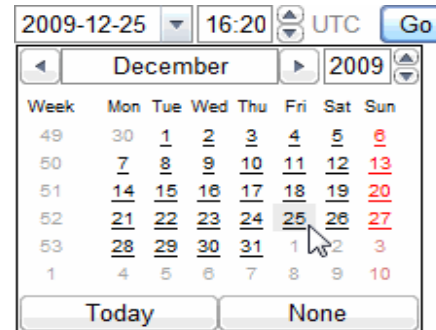 2009-12-25 16:20 UTC Go
December 2009
Week Mon Tue Wed Thu Fri Sat Sun
49 30 1 2 3 4 5 6
50 7 8 9 10 11 12 13
51 14 15 16 17 18 19 20
52 21 22 23 24 25 26 27
53 28 29 30 31 1 2 3
1 4 5 6 7 8 9 10
Today None